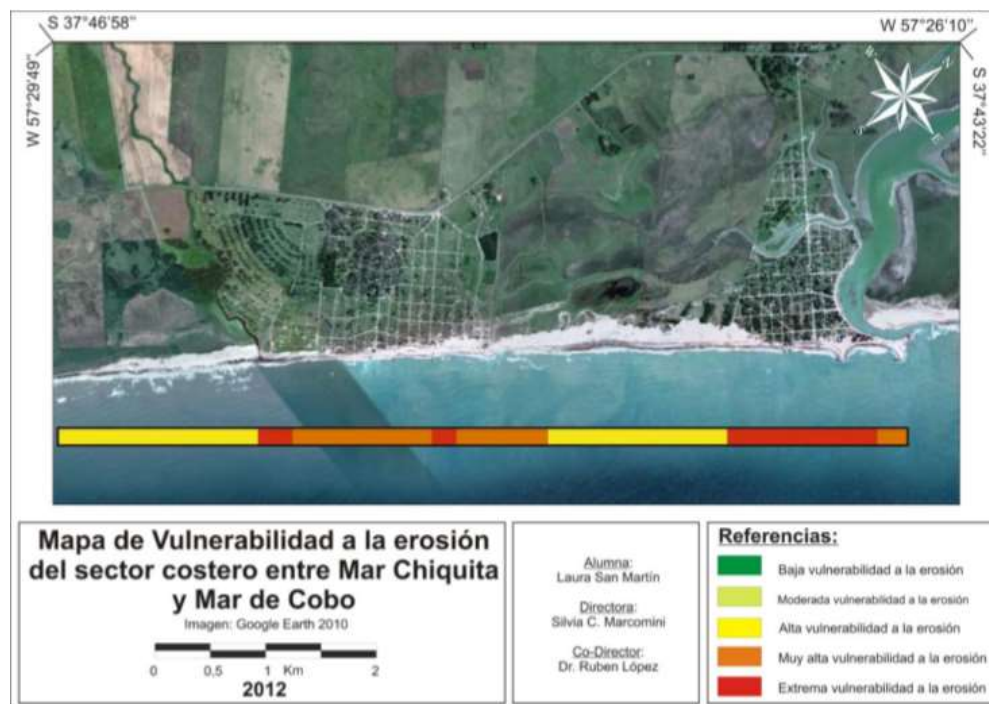 S 37°46'58"
W 57°26'10"
W 57°29'49"
S 37°43'22"
Mapa de Vulnerabilidad a la erosión
del sector costero entre Mar Chiquita
y Mar de Cobo
Imagen: Google Earth 2010
0 0,5 1 Km 2
2012
Alumna:
Laura San Martín
Directora:
Silvia C. Marcomini
Co-Director:
Dr. Ruben López
Referencias:
Baja vulnerabilidad a la erosión
Moderada vulnerabilidad a la erosión
Alta vulnerabilidad a la erosión
Muy alta vulnerabilidad a la erosión
Extrema vulnerabilidad a la erosión